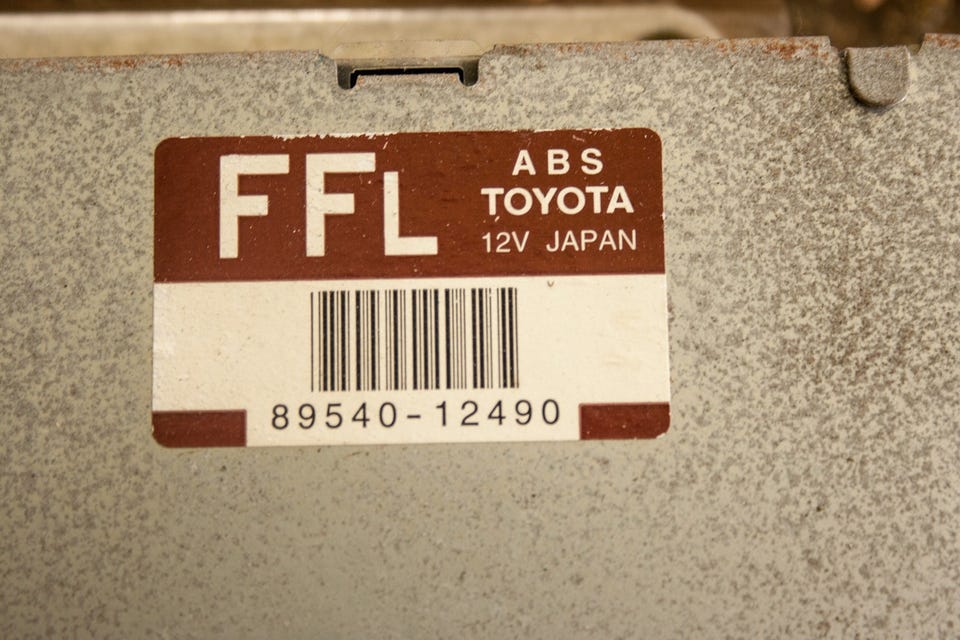 FFL
ABS
TOYOTA
12V JAPAN
89540-12490